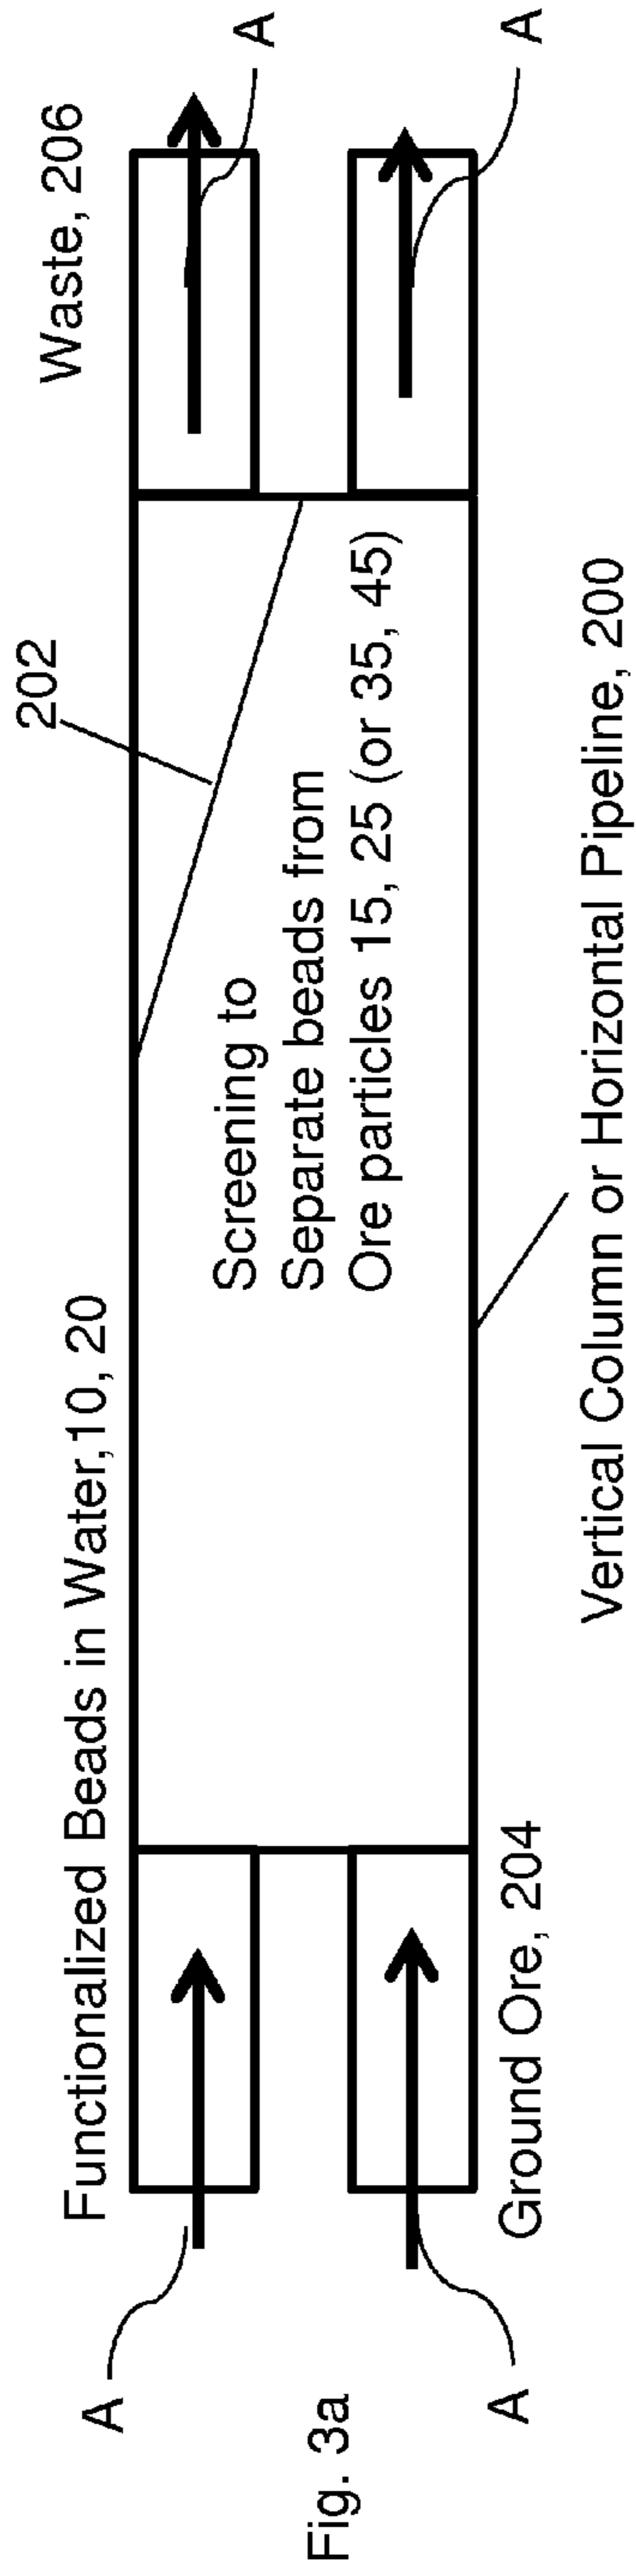 Functionalized Beads in Water,10, 20
202
Waste, 206
A
A
Screening to
Separate beads from
Ore particles 15, 25 (or 35, 45)
A
A
Ground Ore, 204
Vertical Column or Horizontal Pipeline, 200
Fig. 3a